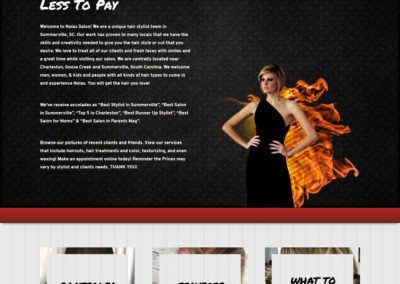 Less To Pay
Welcome to Nolas Salon! We are a unique hair stylist team in
Summerville, SC. Our work has proven to many locals that we have the
skills and creativity needed to give you the hair style or cut that you
desire. We love to treat all of our clients and fresh faces with smiles and
a great time while visiting our salon. We are centrally located near
Charleston, Goose Creek and Summerville, South Carolina. We welcome
men, women, & kids and people with all kinds of hair types to come in
and experience Nolas. You will get the hair you love!
We've receive accolades as "Best Stylist in Summerville", "Best Salon
in Summerville", "Top 5 in Charleston", "Best Runner Up Stylist", "Best
Salon for Moms" & "Best Salon in Parents Mag".
Browse our pictures of recent clients and friends. View our services
that include haircuts, hair treatments and color, texturizing, and even
waxing! Make an appointment online today! Reminder the Prices may
vary by stylist and clients needs. THANK YOU!
WHAT TO